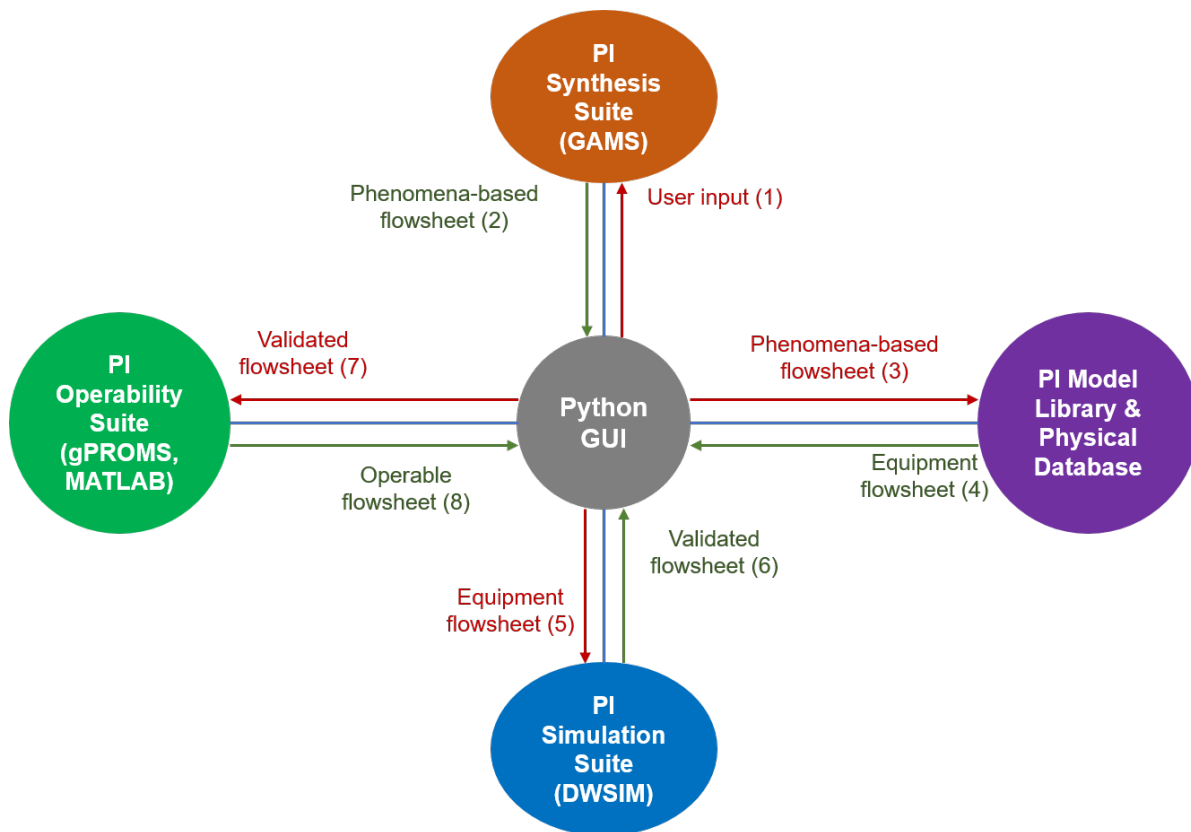 PI
Synthesis
Suite
(GAMS)
Phenomena-based
flowsheet (2)
User input (1)
Validated
flowsheet (7)
Phenomena-based
flowsheet (3)
PI
Operability
Suite
(gPROMS,
MATLAB)
Python
GUI
PI Model
Library &
Physical
Database
Operable
flowsheet (8)
Equipment
flowsheet (4)
Validated
flowsheet (6)
Equipment
flowsheet (5)
PI
Simulation
Suite
(DWSIM)